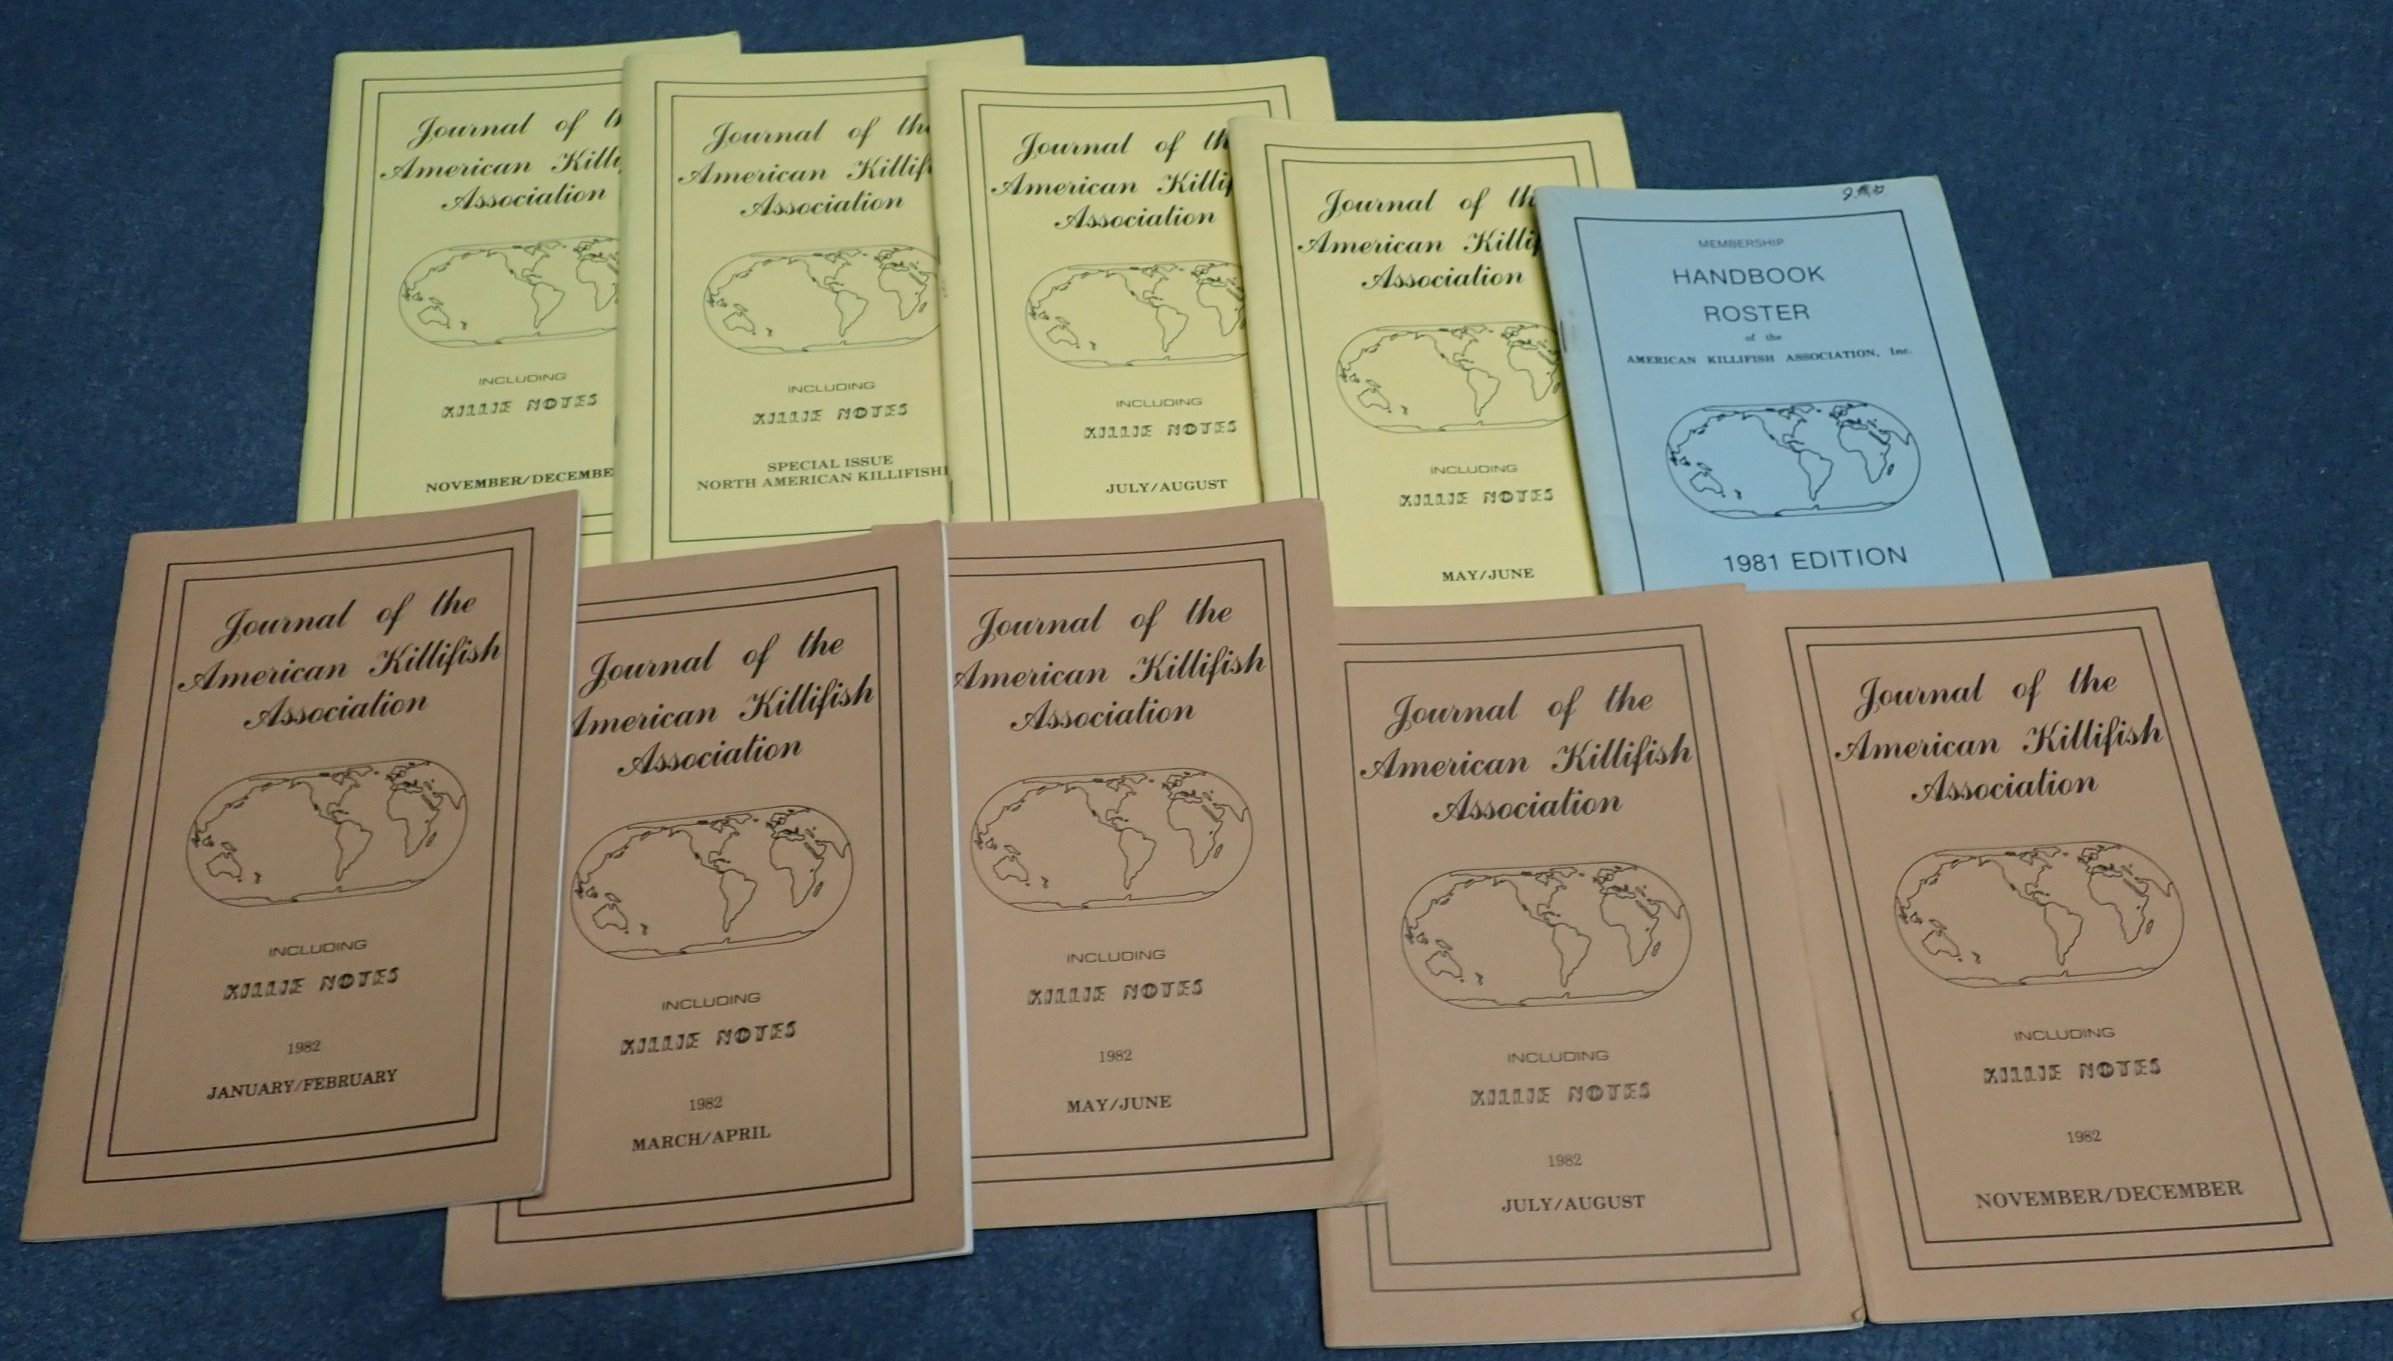 Journal of the
American Killi
Association
INCLUDING
KILLIE NOTES
NOVEMBER/DECEMBE
Journal of the
American Killif
Association
INCLUDING
KILLIE NOTES
SPECIAL ISSUE
NORTH AMERICAN KILLIFISH
Journal of th
American Killif
Association
INCLUDING
KILLIE NOTES
JULY/AUGUST
Journal of th
American Killif
Association
INCLUDING
KILLIE NOTES
MAY/JUNE
MEMBERSHIP
HANDBOOK
ROSTER
of the
AMERICAN KILLIFISH ASSOCIATION, Inc.
1981 EDITION
Journal of the
American Killifish
Association
INCLUDING
KILLIE NOTES
1982
JANUARY/FEBRUARY
Journal of the
American Killifish
Association
INCLUDING
KILLIE NOTES
1982
MARCH/APRIL
Journal of the
American Killifish
Association
INCLUDING
KILLIE NOTES
1982
MAY/JUNE
Journal of the
American Killifish
Association
INCLUDING
KILLIE NOTES
1982
JULY/AUGUST
Journal of the
American Killifish
Association
INCLUDING
KILLIE NOTES
1982
NOVEMBER/DECEMBER